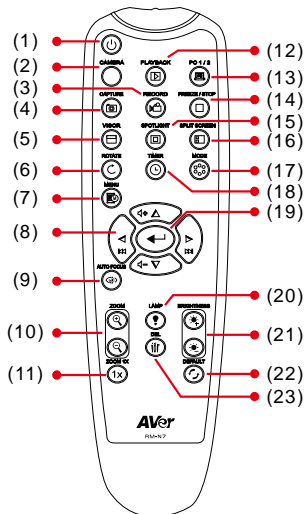 (1)
(2) CAMERA PLAYBACK PC 1 / 2 (12)
(13)
(3) CAPTURE RECORD FREEZE / STOP (14)
(4)
(15)
(5) VISOR SPOTLIGHT SPLIT SCREEN (16)
(6) ROTATE TIMER MODE (17)
(18)
(7) MENU
(19)
(8)
(9) AUTO FOCUS
(20)
ZOOM LAMP BRIGHTNESS
(10) (21)
ZOOM 1X DEL DEFAULT
(11) 1x (22)
(23)
AVer
RM-N7